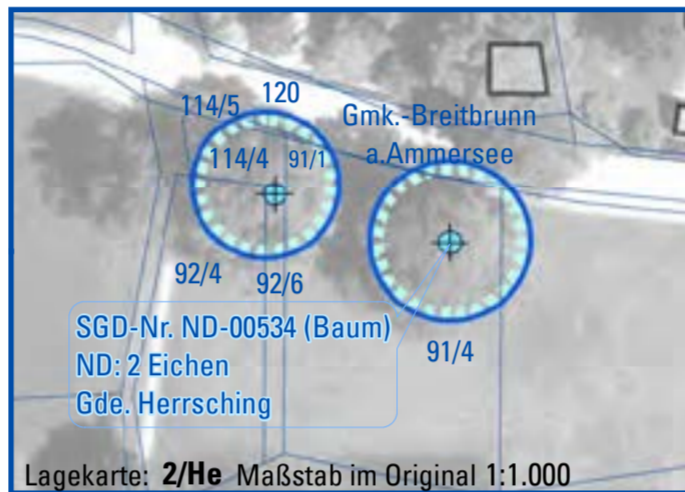 120
114/5
Gmk.-Breitbrunn
a.Ammersee
114/4
91/1
92/4
92/6
SGD-Nr. ND-00534 (Baum)
ND: 2 Eichen
Gde. Herrsching
91/4
Lagekarte: 2/He Maßstab im Original 1:1.000